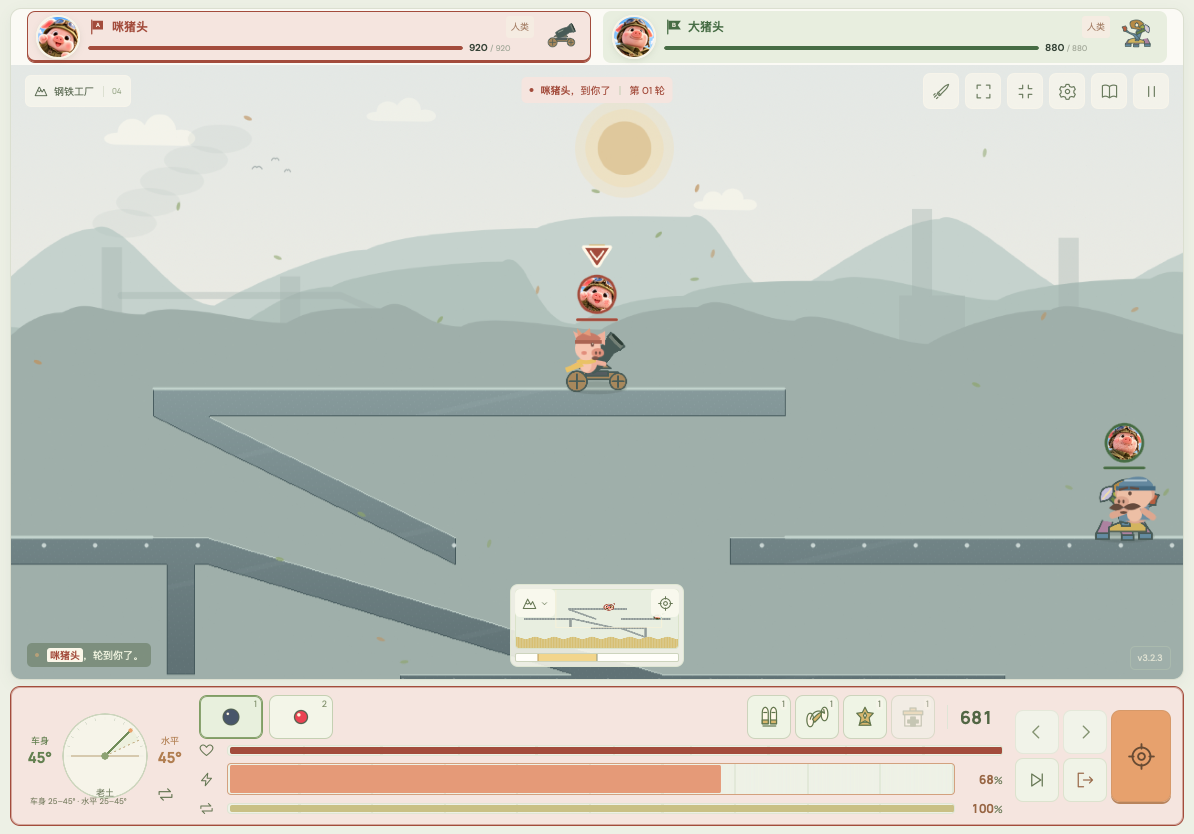 咪猪头
人类
920 / 920
大猪头
人类
880 / 880
钢铁工厂 04
咪猪头，到你了 第 01 轮
咪猪头，轮到你了。
v3.2.3
车身
45°
水平
45°
老土
车身 25–45° · 水平 25–45°
1
2
1
1
1
1
681
68%
100%